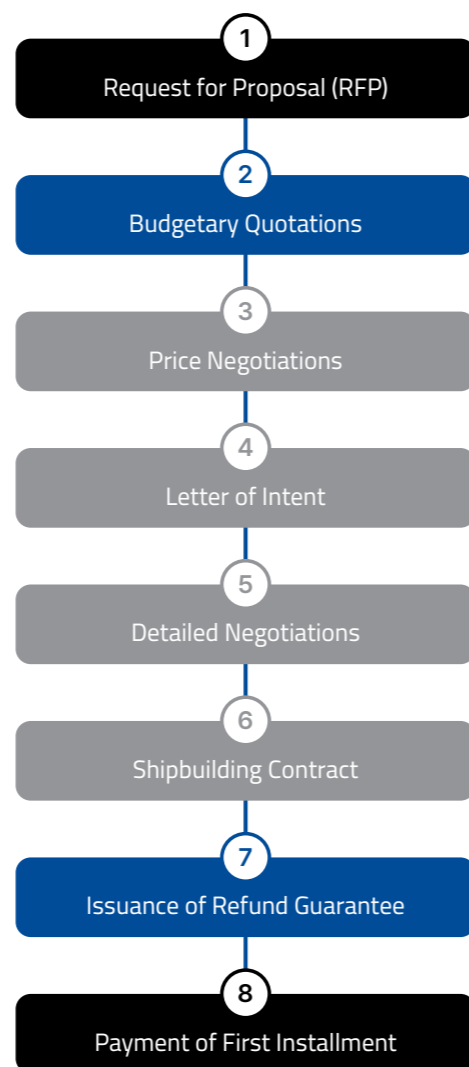 1
Request for Proposal (RFP)
2
Budgetary Quotations
3
Price Negotiations
4
Letter of Intent
5
Detailed Negotiations
6
Shipbuilding Contract
7
Issuance of Refund Guarantee
8
Payment of First Installment